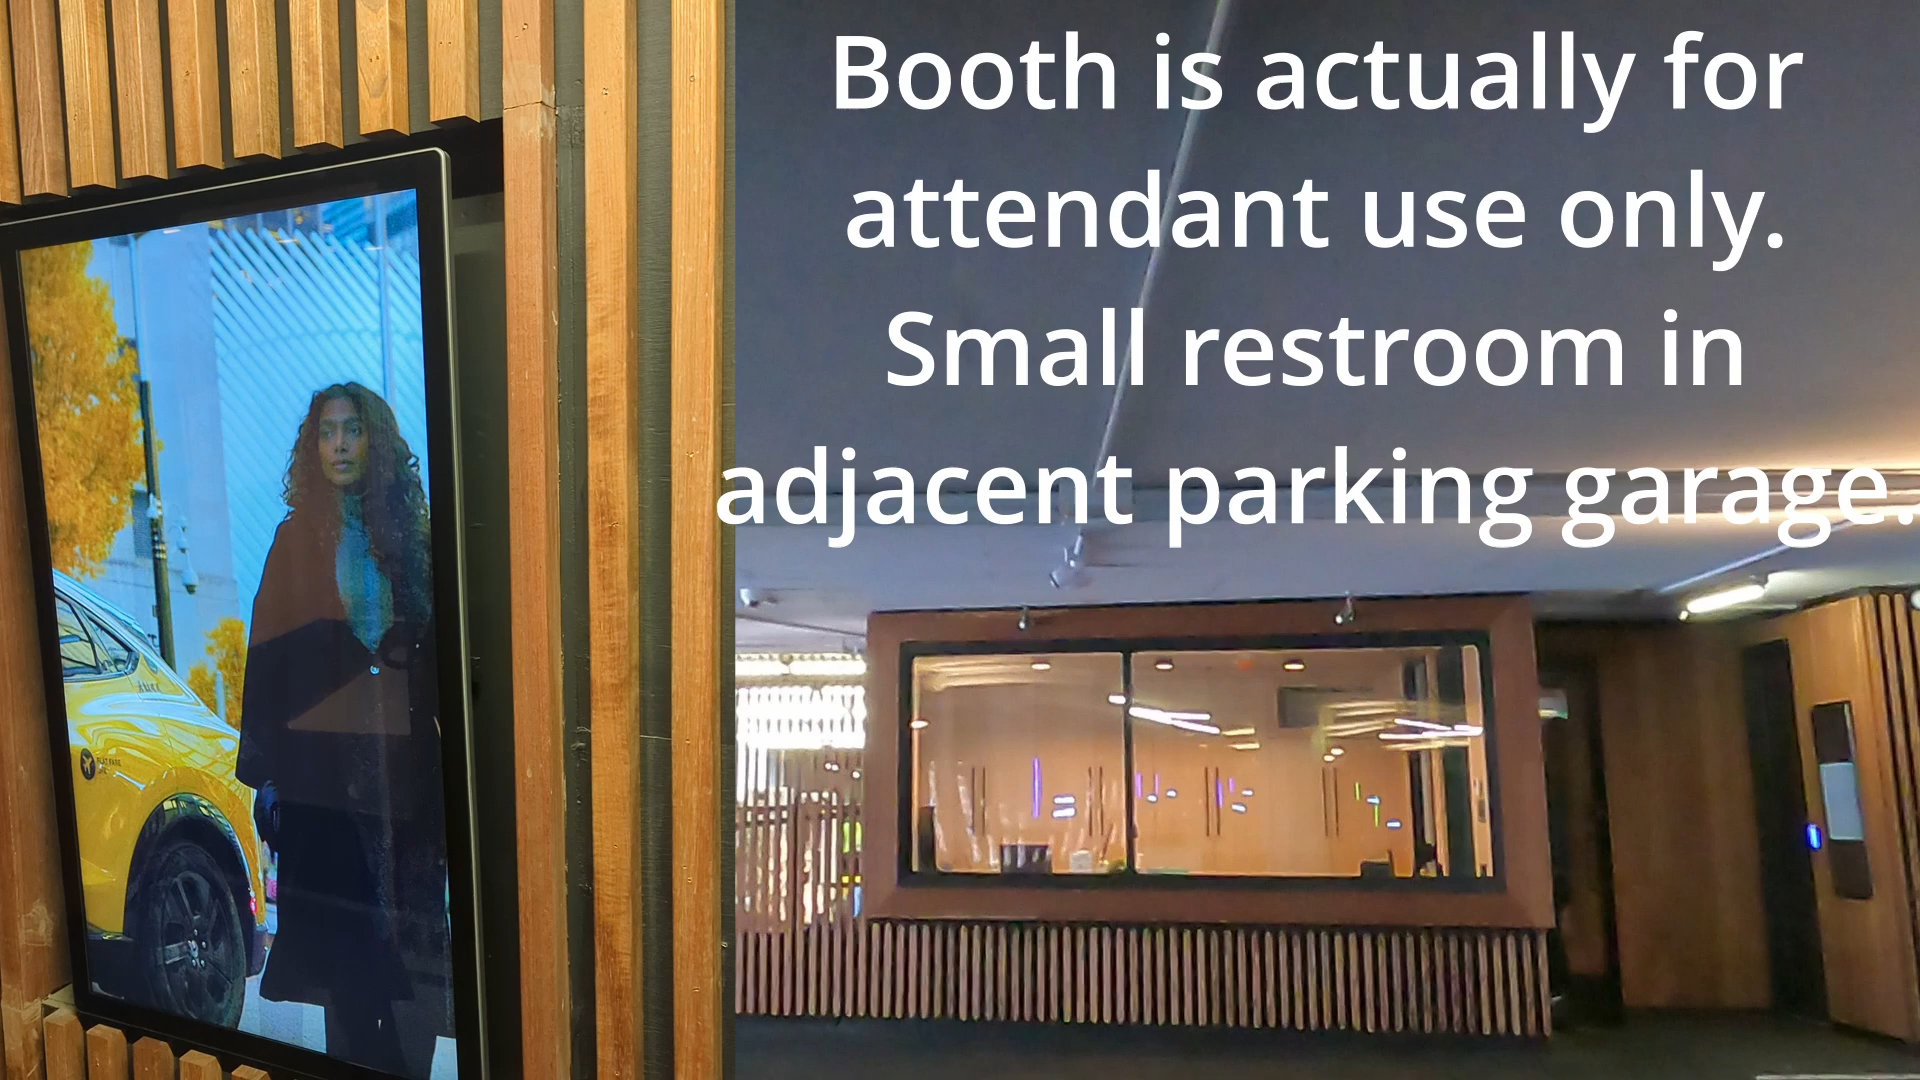 Booth is actually for
attendant use only.
Small restroom in
adjacent parking garage.